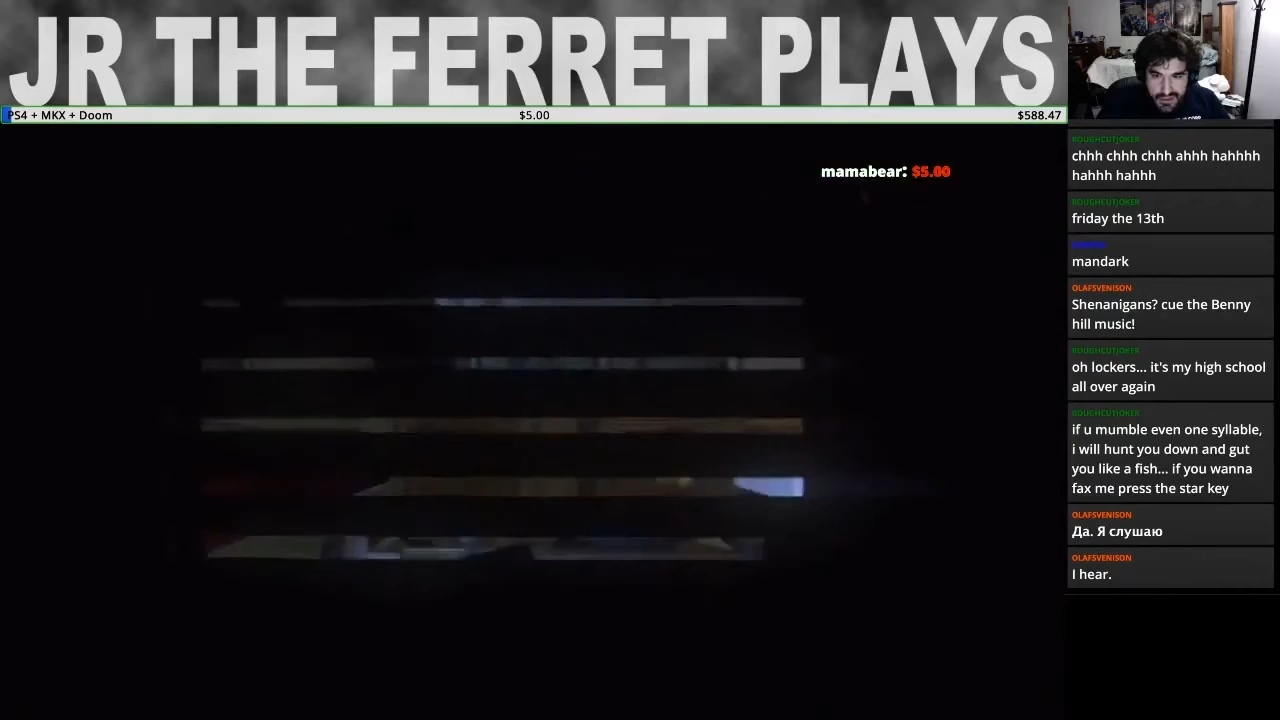 JR THE FERRET PLAYS
PS4 + MKX + Doom
$5.00
$588.47
mamabear: $5.00
ROUGHCUTJOKER
chhh chhh chhh ahhh hahhhh
hahhh hahhh
ROUGHCUTJOKER
friday the 13th
mandark
OLAFSVENISON
Shenanigans? cue the Benny
hill music!
ROUGHCUTJOKER
oh lockers... it's my high school
all over again
ROUGHCUTJOKER
if u mumble even one syllable,
i will hunt you down and gut
you like a fish... if you wanna
fax me press the star key
OLAFSVENISON
Да. Я слушаю
OLAFSVENISON
I hear.